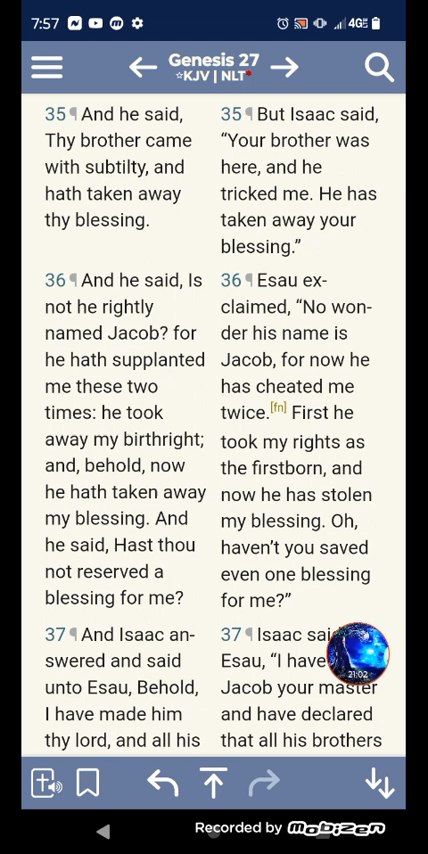 7:57
4G
Genesis 27
☆KJV | NLT*
35 ¶ And he said,
Thy brother came
with subtilty, and
hath taken away
thy blessing.
36 ¶ And he said, Is
not he rightly
named Jacob? for
he hath supplanted
me these two
times: he took
away my birthright;
and, behold, now
he hath taken away
my blessing. And
he said, Hast thou
not reserved a
blessing for me?
37 ¶ And Isaac an-
swered and said
unto Esau, Behold,
I have made him
thy lord, and all his
35 ¶ But Isaac said,
“Your brother was
here, and he
tricked me. He has
taken away your
blessing.”
36 ¶ Esau ex-
claimed, “No won-
der his name is
Jacob, for now he
has cheated me
twice.[fn] First he
took my rights as
the firstborn, and
now he has stolen
my blessing. Oh,
haven’t you saved
even one blessing
for me?”
37 ¶ Isaac said
Esau, “I have
Jacob your master
and have declared
that all his brothers
21:02
Recorded by Mobizen